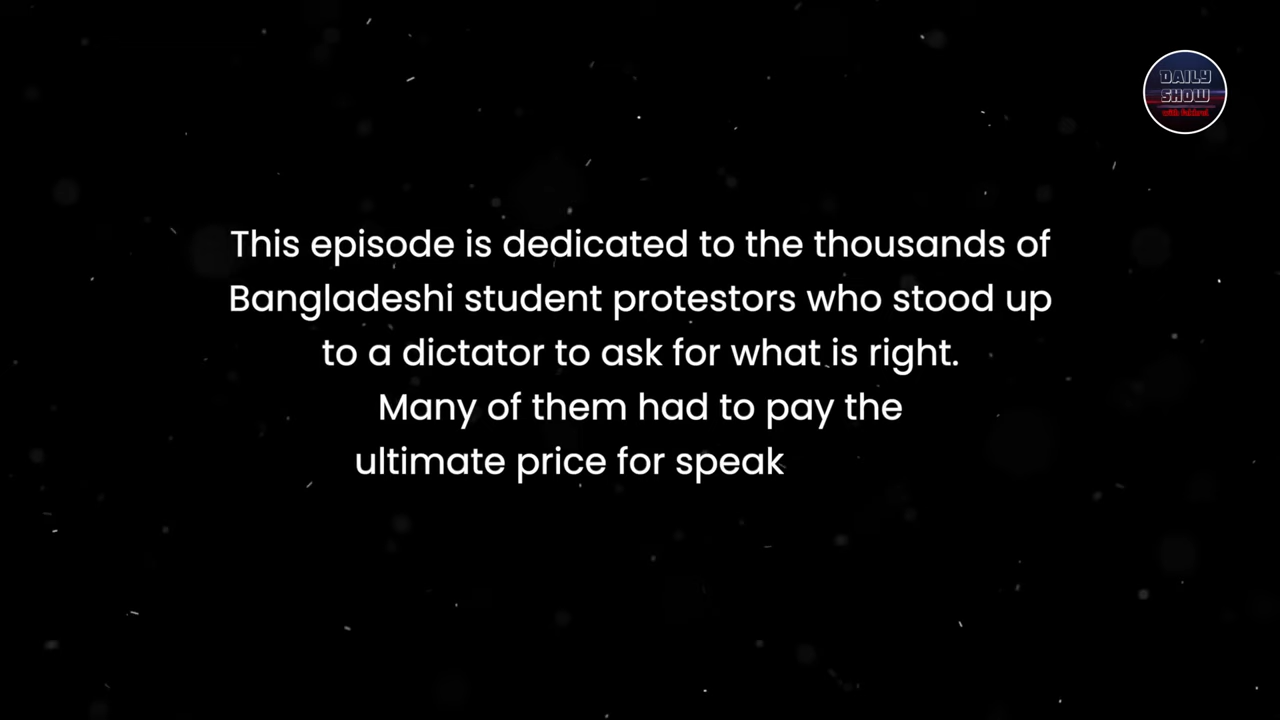 DAILY
SHOW
This episode is dedicated to the thousands of
Bangladeshi student protestors who stood up
to a dictator to ask for what is right.
Many of them had to pay the
ultimate price for speak